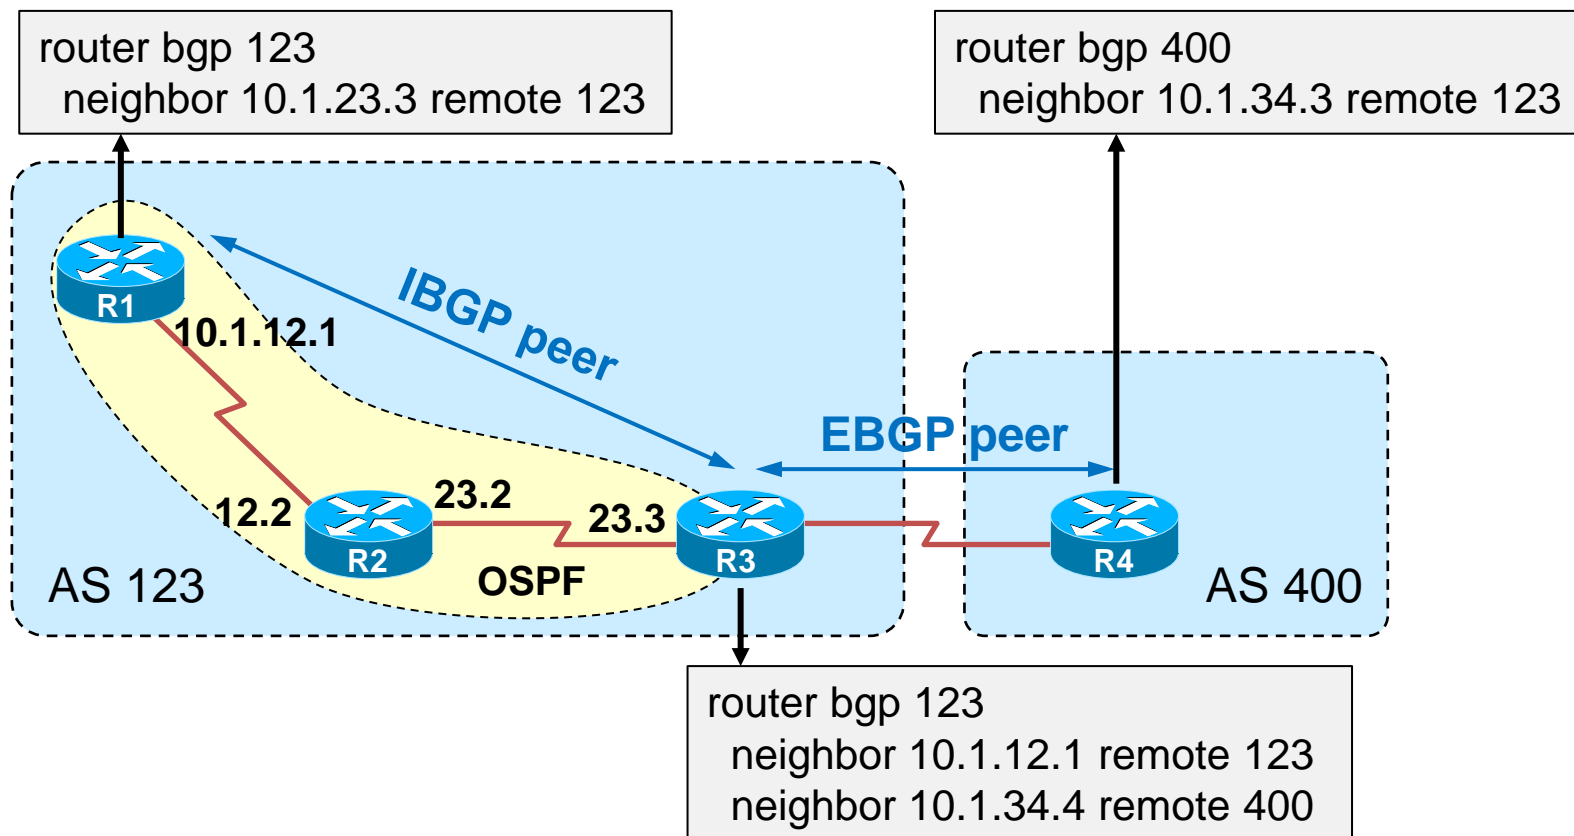 router bgp 123
neighbor 10.1.23.3 remote 123
router bgp 400
neighbor 10.1.34.3 remote 123
R1
10.1.12.1
IBGP peer
EBGP peer
12.2
23.2
23.3
R2
R3
R4
OSPF
AS 123
AS 400
router bgp 123
neighbor 10.1.12.1 remote 123
neighbor 10.1.34.4 remote 400